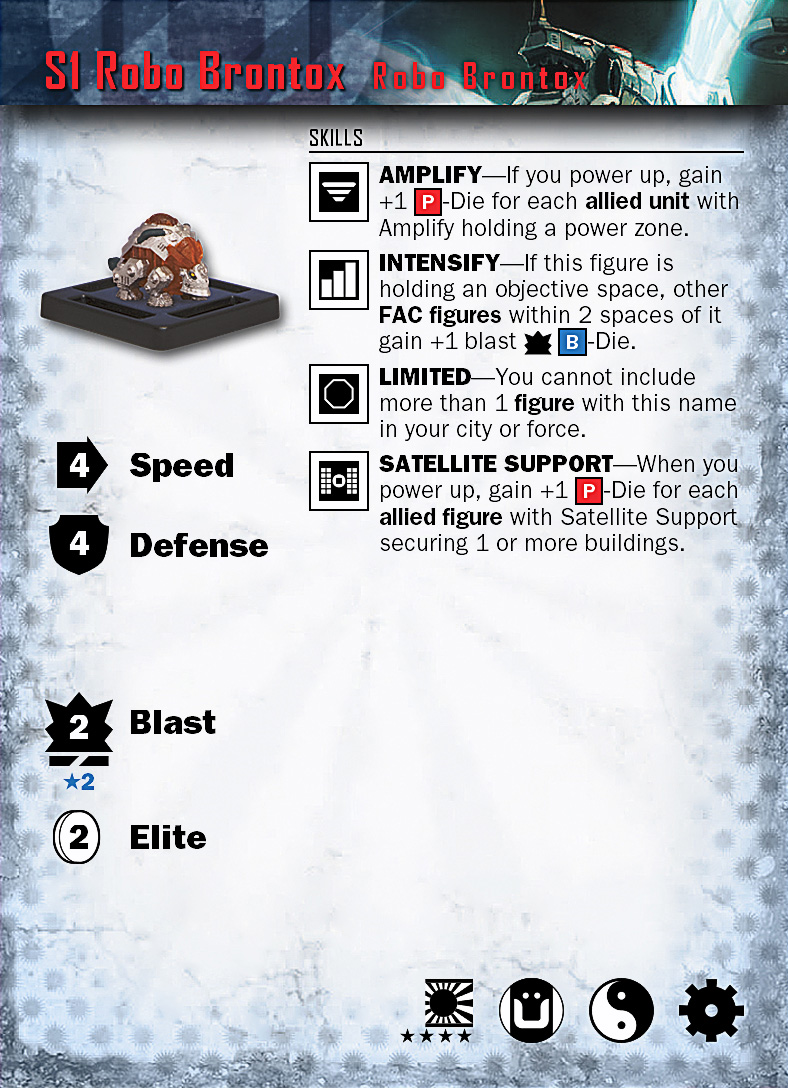 S1 Robo Brontox Robo Brontox
SKILLS
AMPLIFY—If you power up, gain
+1 P-Die for each allied unit with
Amplify holding a power zone.
INTENSIFY—If this figure is
holding an objective space, other
FAC figures within 2 spaces of it
gain +1 blast B-Die.
LIMITED—You cannot include
more than 1 figure with this name
in your city or force.
SATELLITE SUPPORT—When you
power up, gain +1 P-Die for each
allied figure with Satellite Support
securing 1 or more buildings.
4 Speed
4 Defense
2 Blast
★2
2 Elite